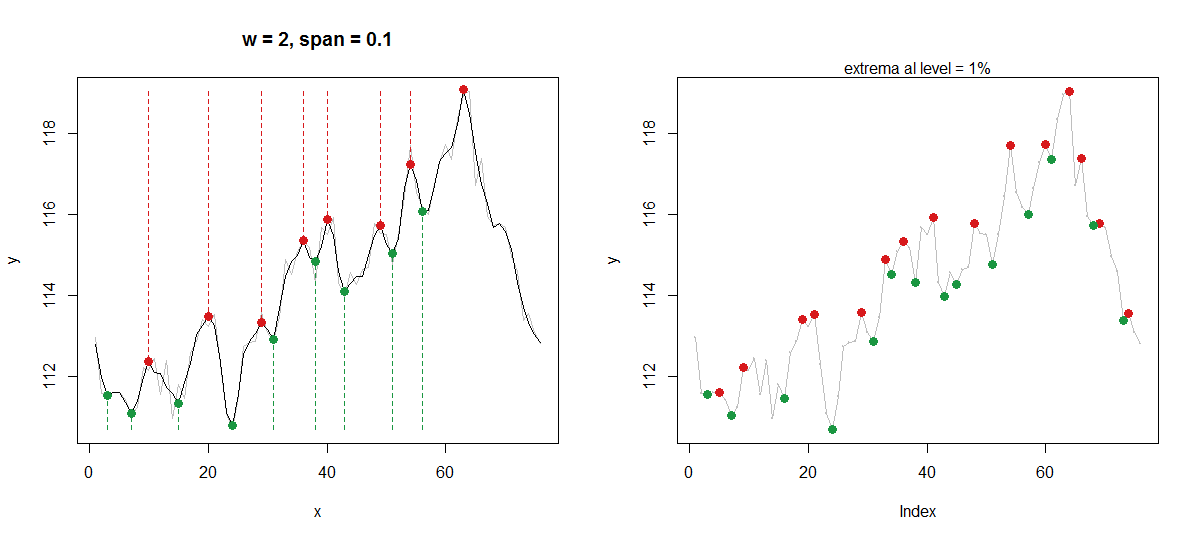 w = 2, span = 0.1
118
116
114
112
y
0 20 40 60
x
extrema al level = 1%
118
116
114
112
y
0 20 40 60
Index